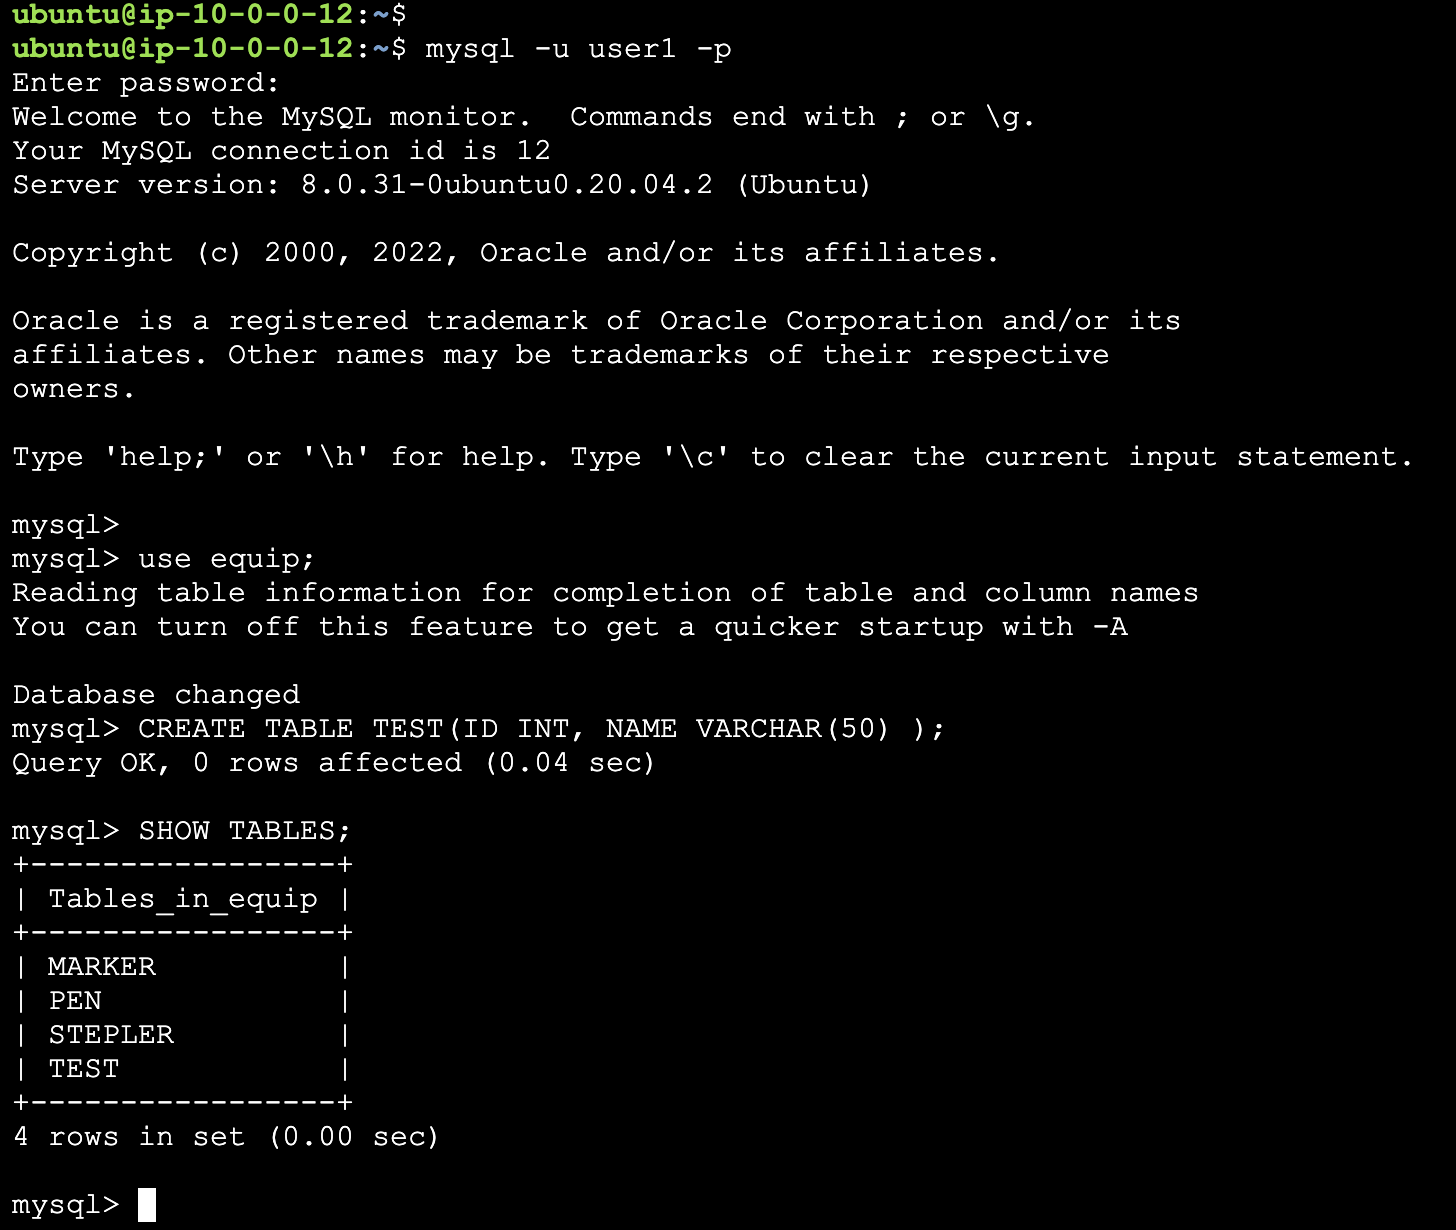 ubuntu@ip-10-0-0-12:~$
ubuntu@ip-10-0-0-12:~$ mysql -u user1 -p
Enter password:
Welcome to the MySQL monitor.  Commands end with ; or \g.
Your MySQL connection id is 12
Server version: 8.0.31-0ubuntu0.20.04.2 (Ubuntu)

Copyright (c) 2000, 2022, Oracle and/or its affiliates.

Oracle is a registered trademark of Oracle Corporation and/or its
affiliates. Other names may be trademarks of their respective
owners.

Type 'help;' or '\h' for help. Type '\c' to clear the current input statement.

mysql>
mysql> use equip;
Reading table information for completion of table and column names
You can turn off this feature to get a quicker startup with -A

Database changed
mysql> CREATE TABLE TEST(ID INT, NAME VARCHAR(50) );
Query OK, 0 rows affected (0.04 sec)

mysql> SHOW TABLES;
+-----------------+
| Tables_in_equip |
+-----------------+
| MARKER          |
| PEN             |
| STEPLER         |
| TEST            |
+-----------------+
4 rows in set (0.00 sec)

mysql>